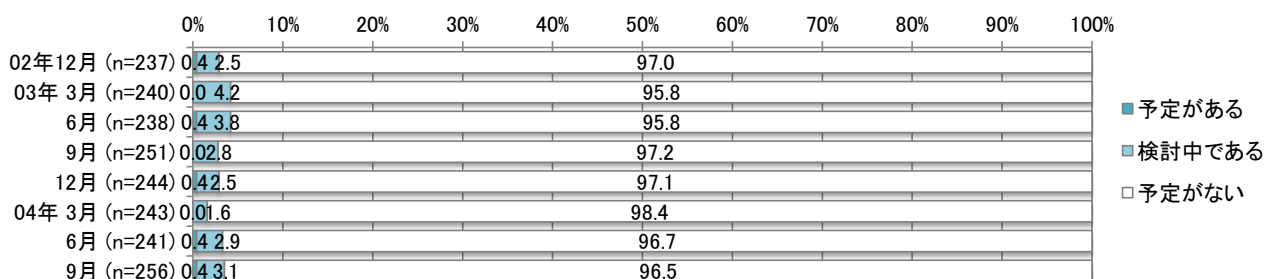 0% 10% 20% 30% 40% 50% 60% 70% 80% 90% 100%
02年12月 (n=237) 0.4 2.5 97.0
03年 3月 (n=240) 0.0 4.2 95.8
6月 (n=238) 0.4 3.8 95.8
9月 (n=251) 0.0 2.8 97.2
12月 (n=244) 0.4 2.5 97.1
04年 3月 (n=243) 0.0 1.6 98.4
6月 (n=241) 0.4 2.9 96.7
9月 (n=256) 0.4 3.1 96.5
予定がある
検討中である
予定がない